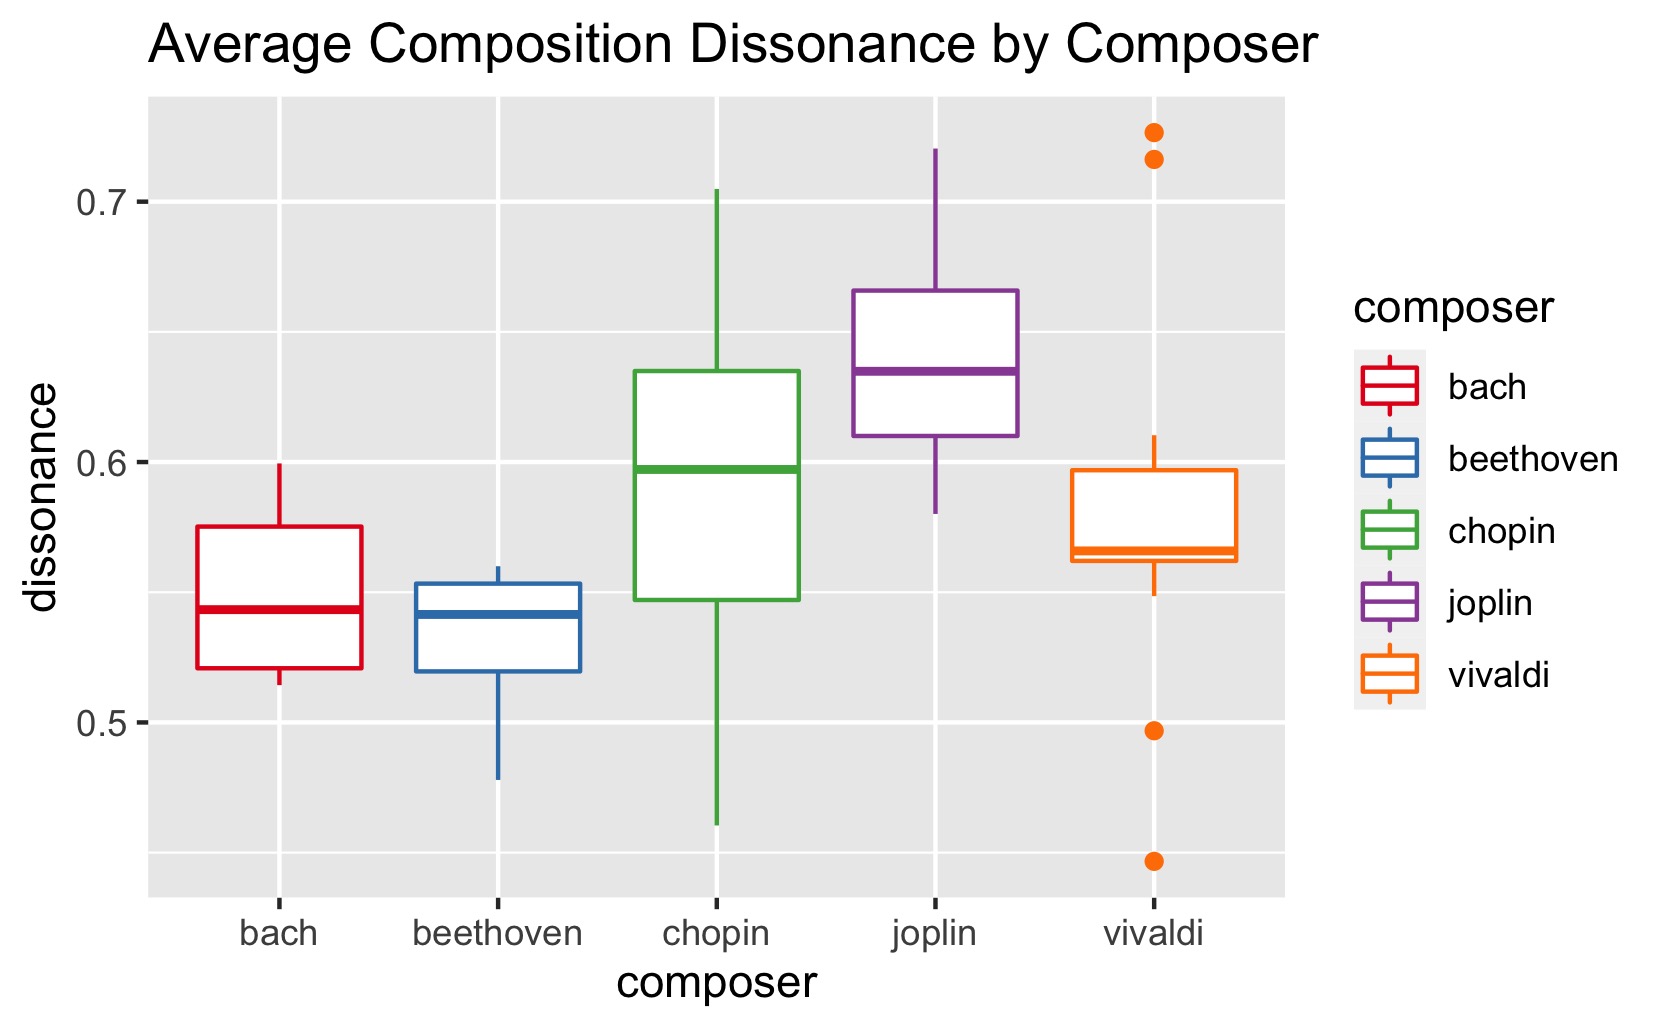 Average Composition Dissonance by Composer
dissonance
0.7
0.6
0.5
bach beethoven chopin joplin vivaldi
composer
composer
bach
beethoven
chopin
joplin
vivaldi